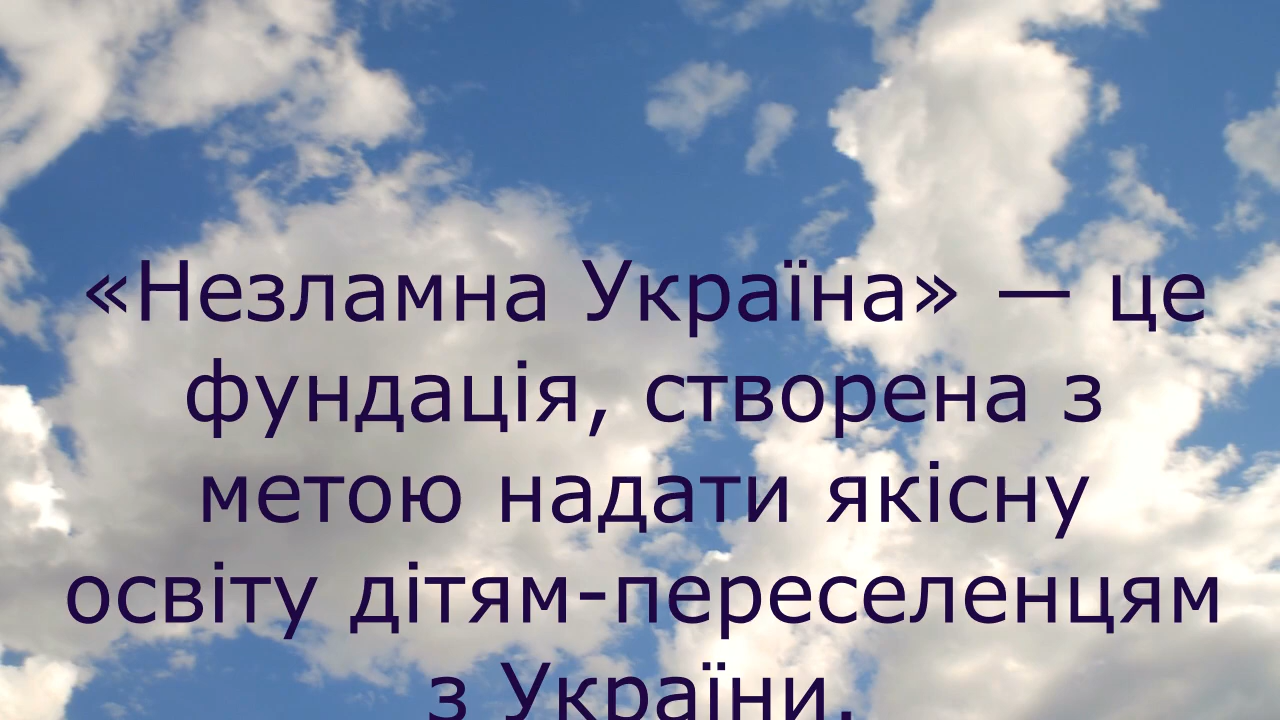 «Незламна Україна» — це
фундація, створена з
метою надати якісну
освіту дітям-переселенцям
з України.